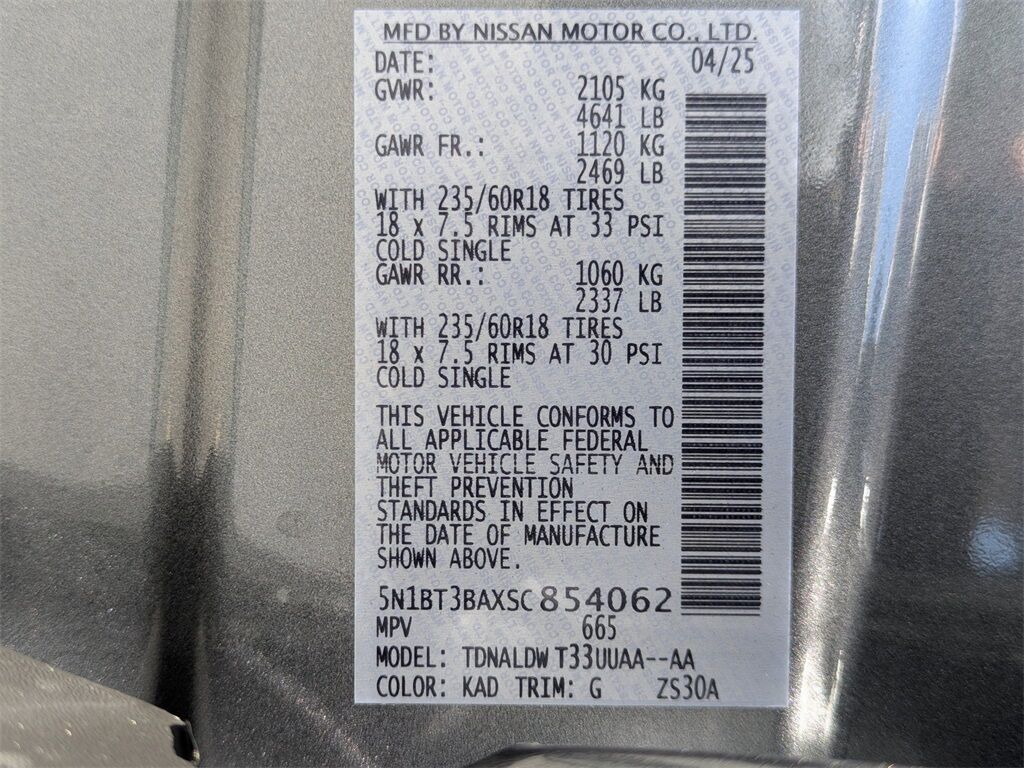 MFD BY NISSAN MOTOR CO., LTD.
DATE: 04/25
GVWR: 2105 KG
4641 LB
GAWR FR.: 1120 KG
2469 LB
WITH 235/60R18 TIRES
18 x 7.5 RIMS AT 33 PSI
COLD SINGLE
GAWR RR.: 1060 KG
2337 LB
WITH 235/60R18 TIRES
18 x 7.5 RIMS AT 30 PSI
COLD SINGLE
THIS VEHICLE CONFORMS TO
ALL APPLICABLE FEDERAL
MOTOR VEHICLE SAFETY AND
THEFT PREVENTION
STANDARDS IN EFFECT ON
THE DATE OF MANUFACTURE
SHOWN ABOVE.
5N1BT3BAXSC854062
MPV 665
MODEL: TDNALDW T33UUAA--AA
COLOR: KAD TRIM: G ZS30A